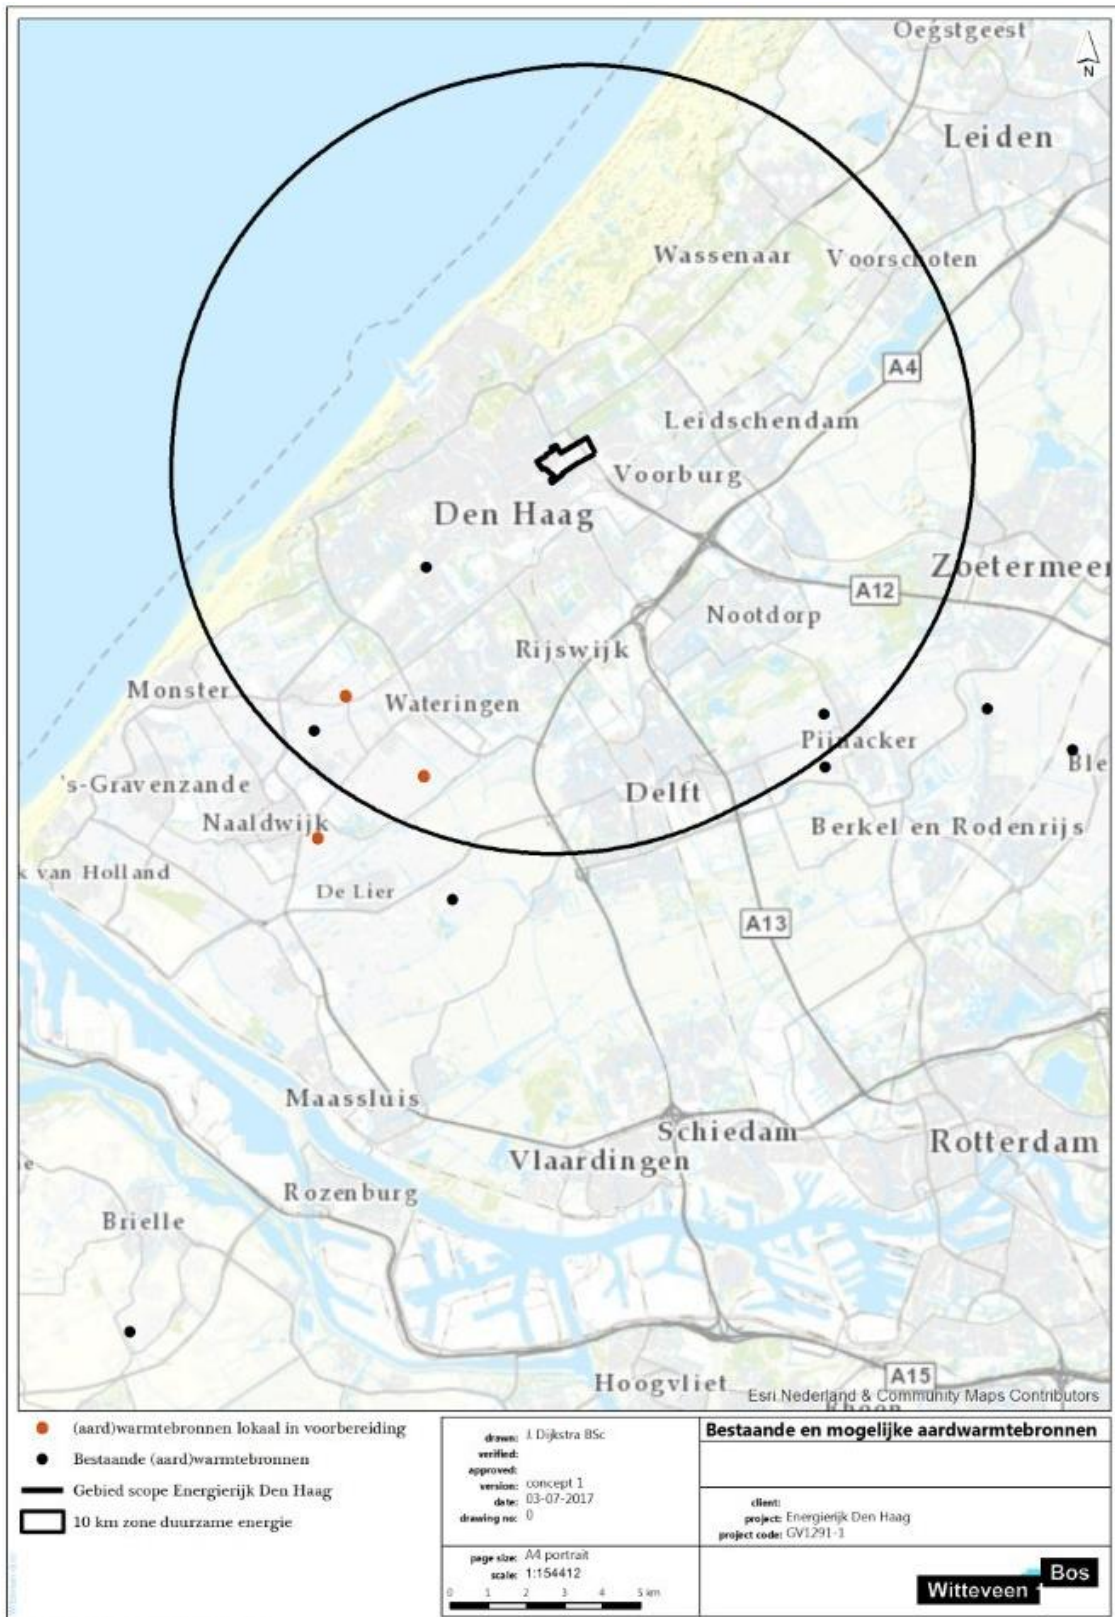 Oegstgeest
N
Leiden
Wassenaar
Voorschoten
A4
Leidschendam
Voorburg
Den Haag
Zoetermeer
A12
Nootdorp
Rijswijk
Monster
Wateringen
Pijnacker
Ble
's-Gravenzande
Delft
Naaldwijk
Berkel en Rodenrijs
k van Holland
De Lier
A13
Maassluis
Schiedam
Rotterdam
Vlaardingen
Rozenburg
Brielle
A15
Hoogvliet
Esri Nederland & Community Maps Contributors
(aard)warmtebronnen lokaal in voorbereiding
Bestaande (aard)warmtebronnen
Gebied scope Energierijk Den Haag
10 km zone duurzame energie
drawn: J. Dijkstra BSc
verified:
approved:
version: concept 1
date: 03-07-2017
drawing no: 0
page size: A4 portrait
scale: 1:154412
0 1 2 3 4 5 km
Bestaande en mogelijke aardwarmtebronnen
client:
project: Energierijk Den Haag
project code: GV1291-1
Witteveen
Bos